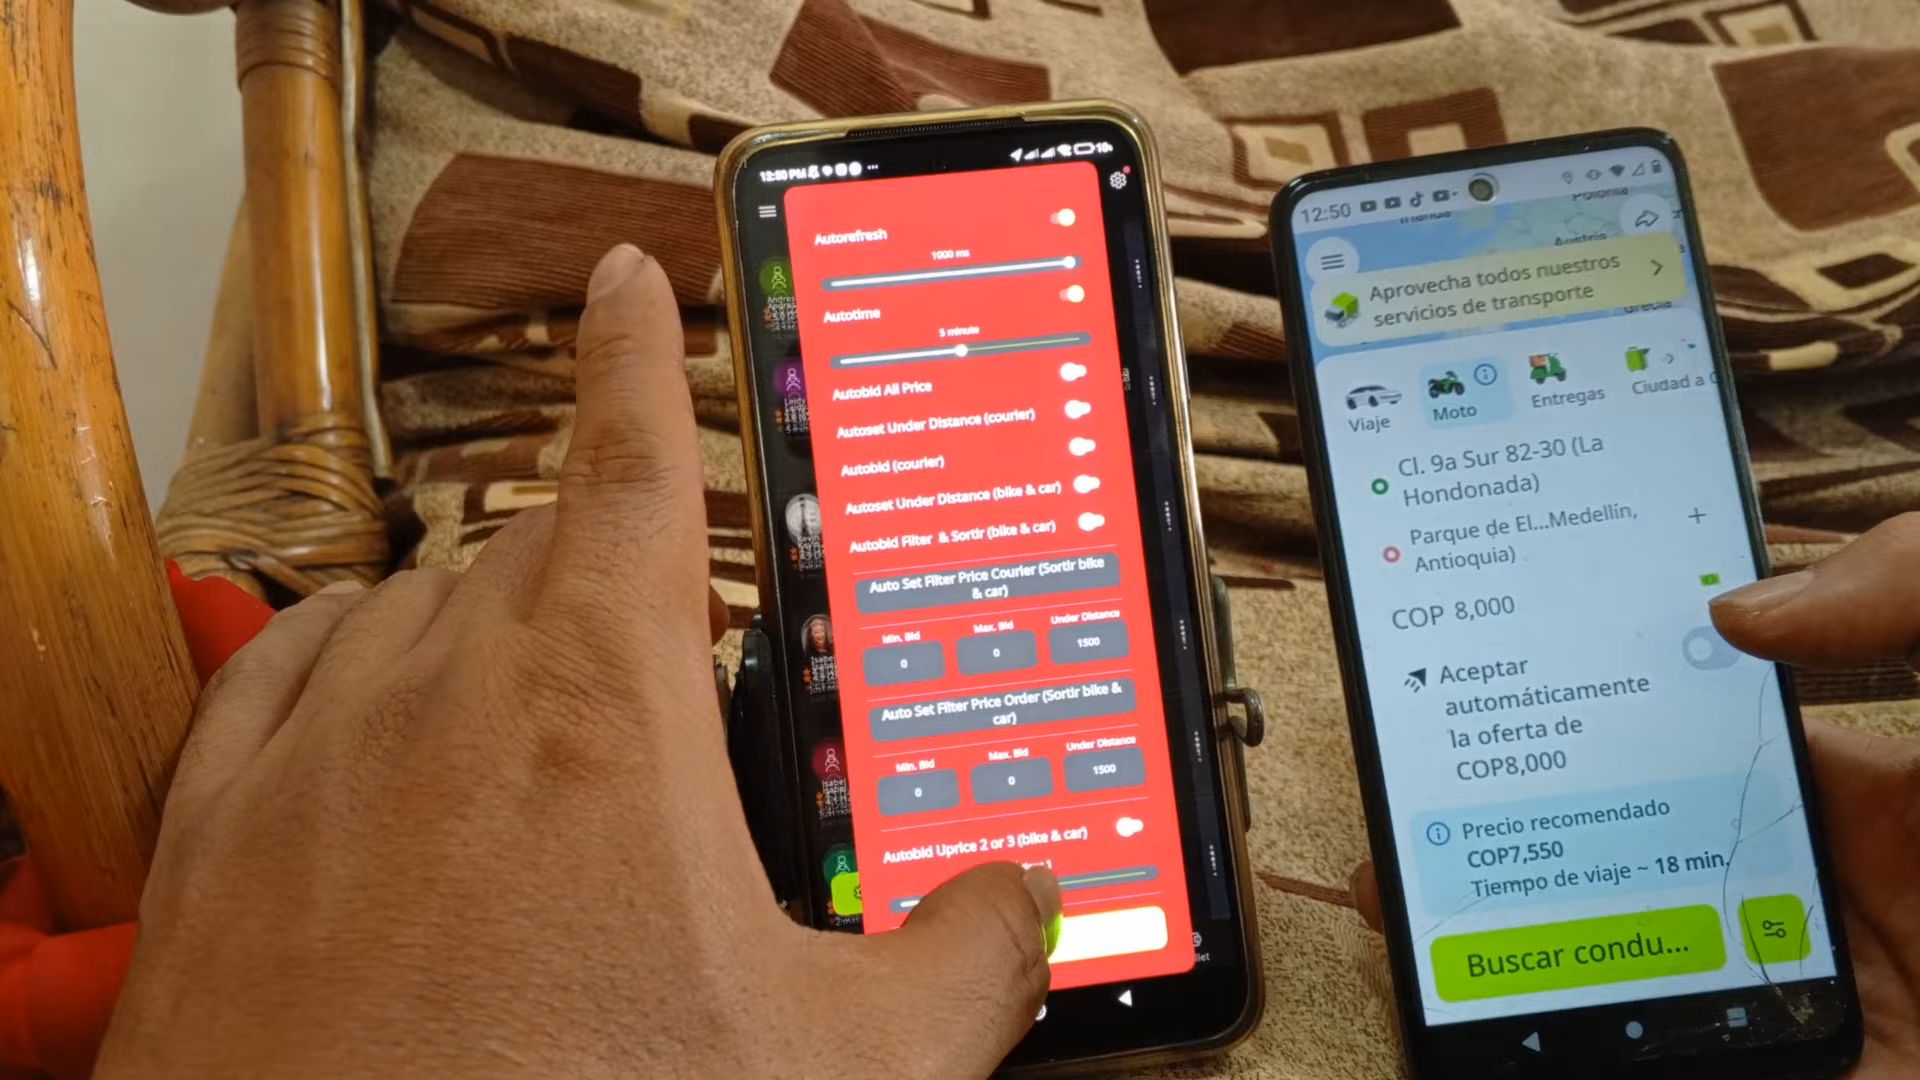 12:50 PM
10
Autorefresh
1000 ms
Autotime
5 minute
Autobid All Price
Autoset Under Distance (courier)
Autobid (courier)
Autoset Under Distance (bike & car)
Autobid Filter & Sortir (bike & car)
Auto Set Filter Price Courier (Sortir bike
& car)
Min. Bid
Max. Bid
Under Distance
0
0
1500
Auto Set Filter Price Order (Sortir bike &
car)
Min. Bid
Max. Bid
Under Distance
0
0
1500
Autobid Uprice 2 or 3 (bike & car)
12:50
Polonia
Aprovecha todos nuestros
servicios de transporte
Viaje
Moto
Entregas
Ciudad a C
Cl. 9a Sur 82-30 (La
Hondonada)
Parque de El...Medellín,
Antioquia)
COP 8,000
Aceptar
automáticamente
la oferta de
COP8,000
Precio recomendado
COP7,550
Tiempo de viaje ~ 18 min.
Buscar condu...